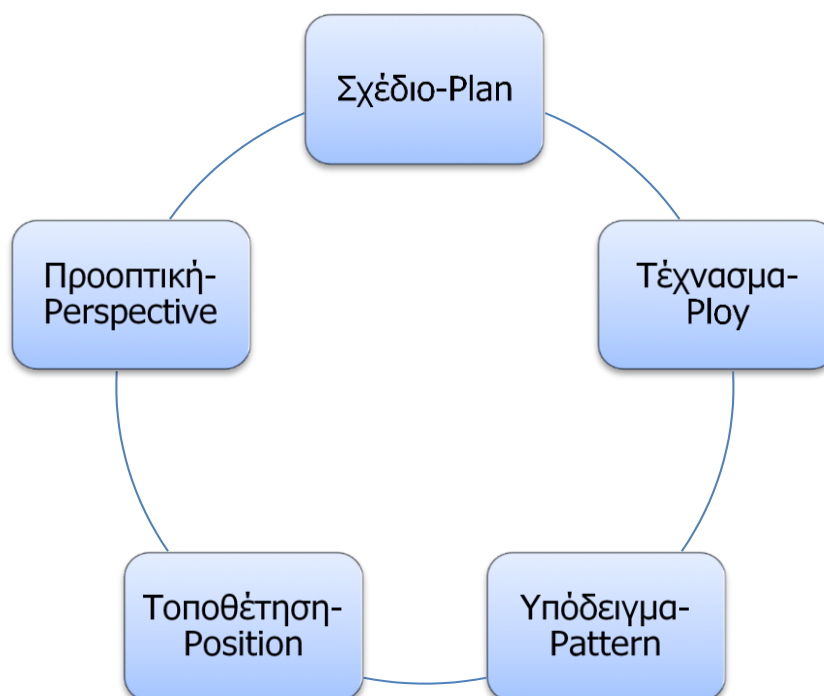 Σχέδιο-Plan
Τέχνασμα-
Ploy
Υπόδειγμα-
Pattern
Τοποθέτηση-
Position
Προοπτική-
Perspective